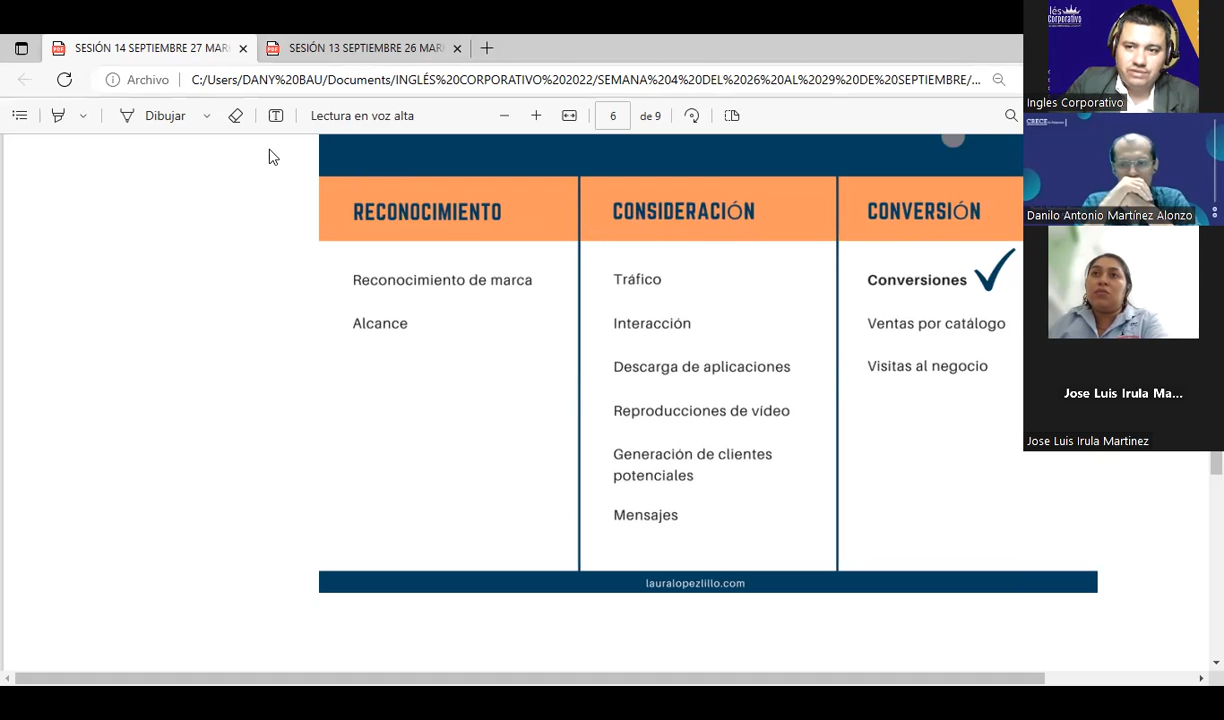 SESIÓN 14 SEPTIEMBRE 27 MAR
SESIÓN 13 SEPTIEMBRE 26 MAR
Archivo
C:/Users/DANY%20BAU/Documents/INGLÉS%20CORPORATIVO%202022/SEMANA%204%20DEL%2026%20AL%2029%20DE%20SEPTIEMBRE/...
Dibujar
Lectura en voz alta
6
de 9
RECONOCIMIENTO
CONSIDERACIÓN
CONVERSIÓN
Reconocimiento de marca
Tráfico
Conversiones
Alcance
Interacción
Ventas por catálogo
Descarga de aplicaciones
Visitas al negocio
Reproducciones de vídeo
Generación de clientes
potenciales
Mensajes
lauralopezlillo.com
lés
Corporativo
Ingles Corporativo
CRECE
Danilo Antonio Martínez Alonzo
Jose Luis Irula Ma...
Jose Luis Irula Martinez